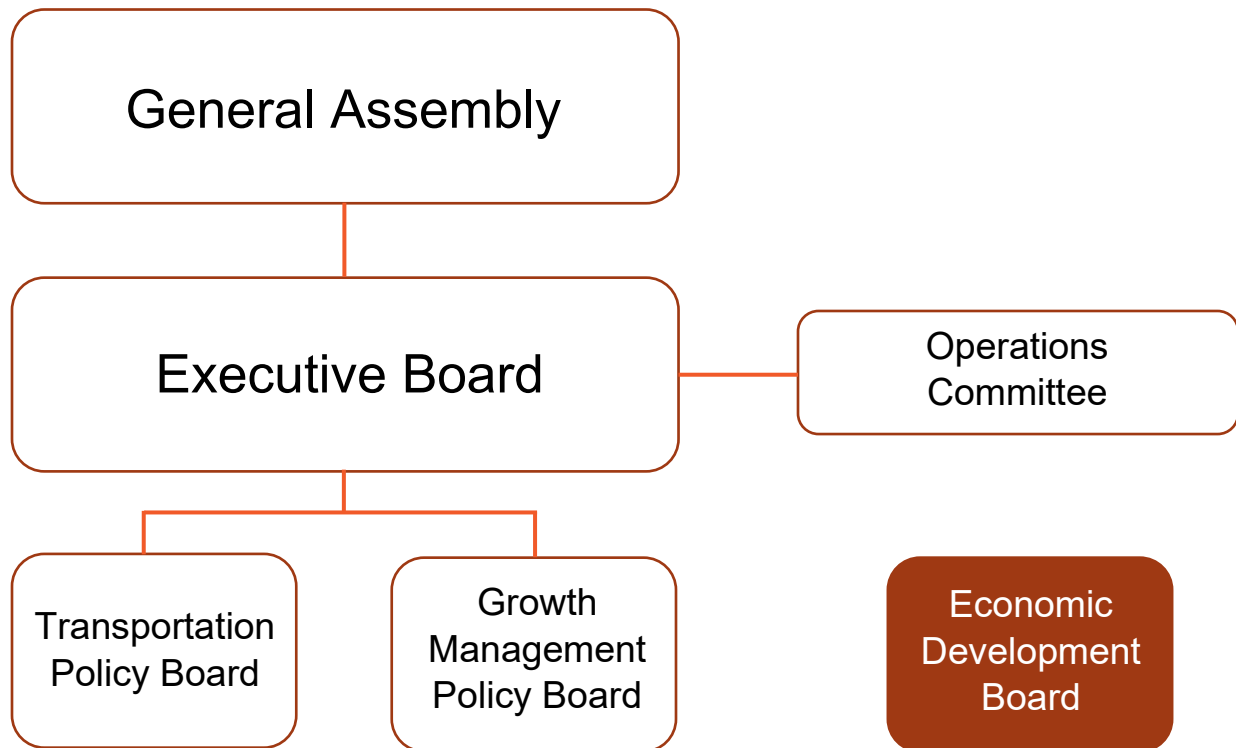 General Assembly
Executive Board
Operations
Committee
Transportation
Policy Board
Growth
Management
Policy Board
Economic
Development
Board